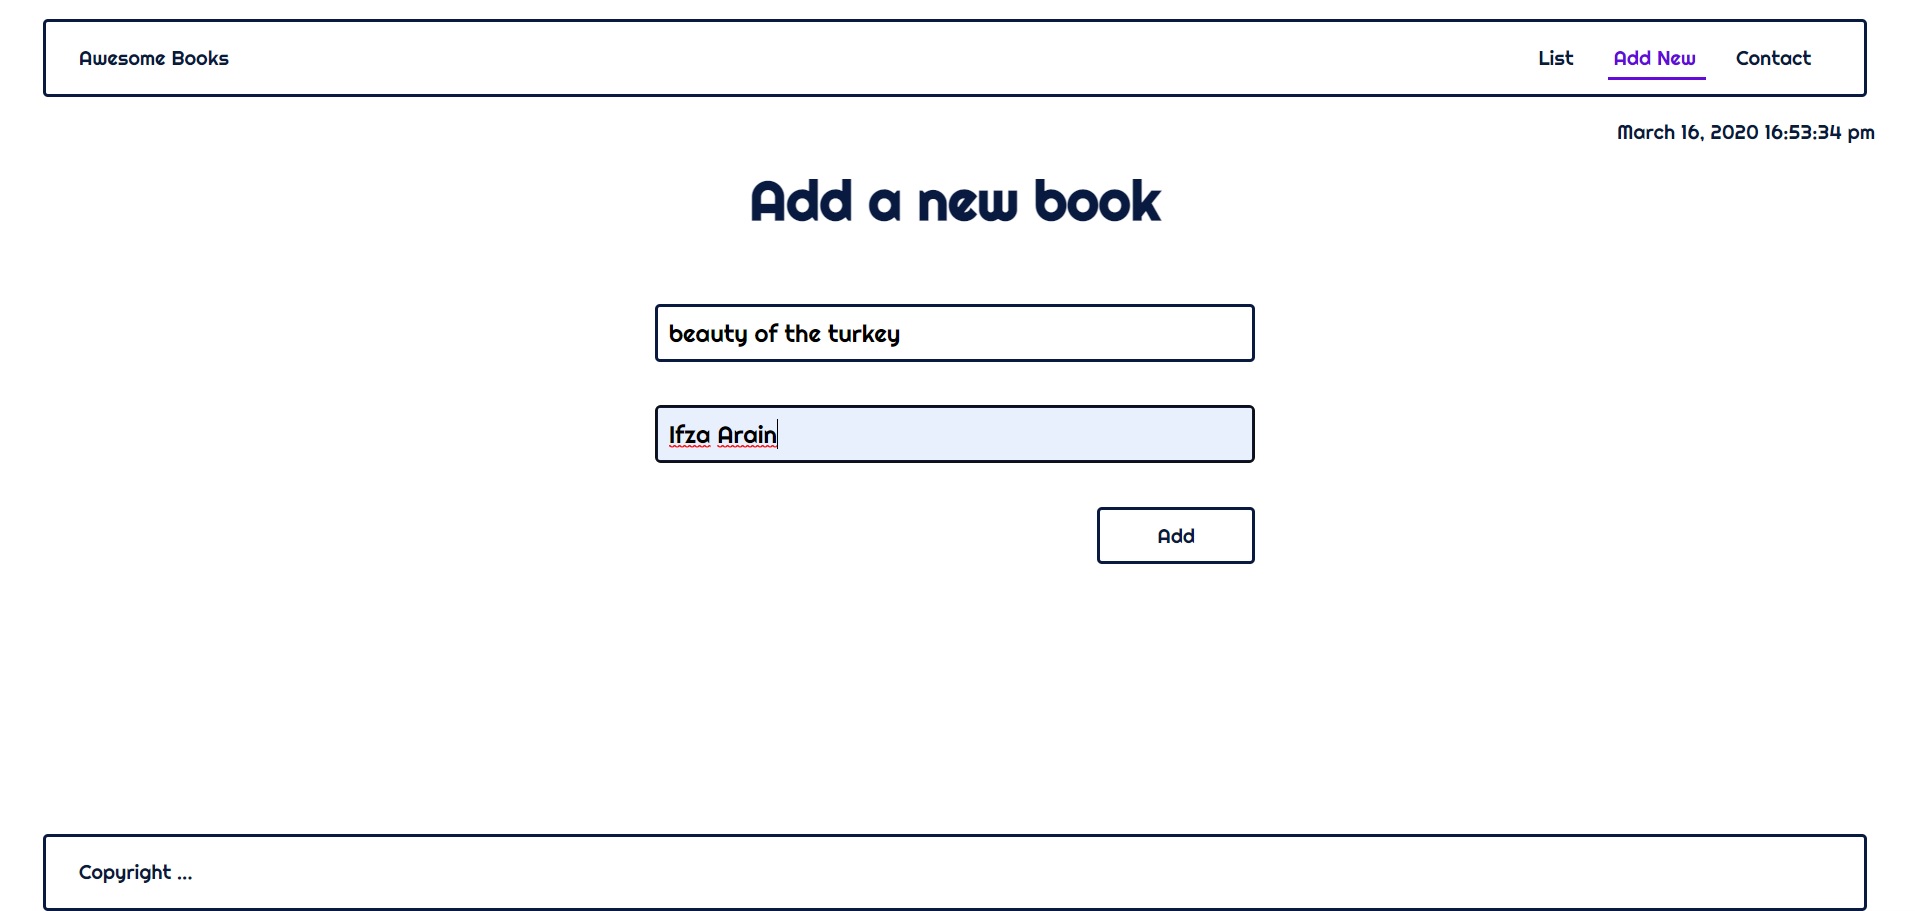 Awesome Books
List Add New Contact
March 16, 2020 16:53:34 pm
Add a new book
beauty of the turkey
Ifza Arain
Add
Copyright ...